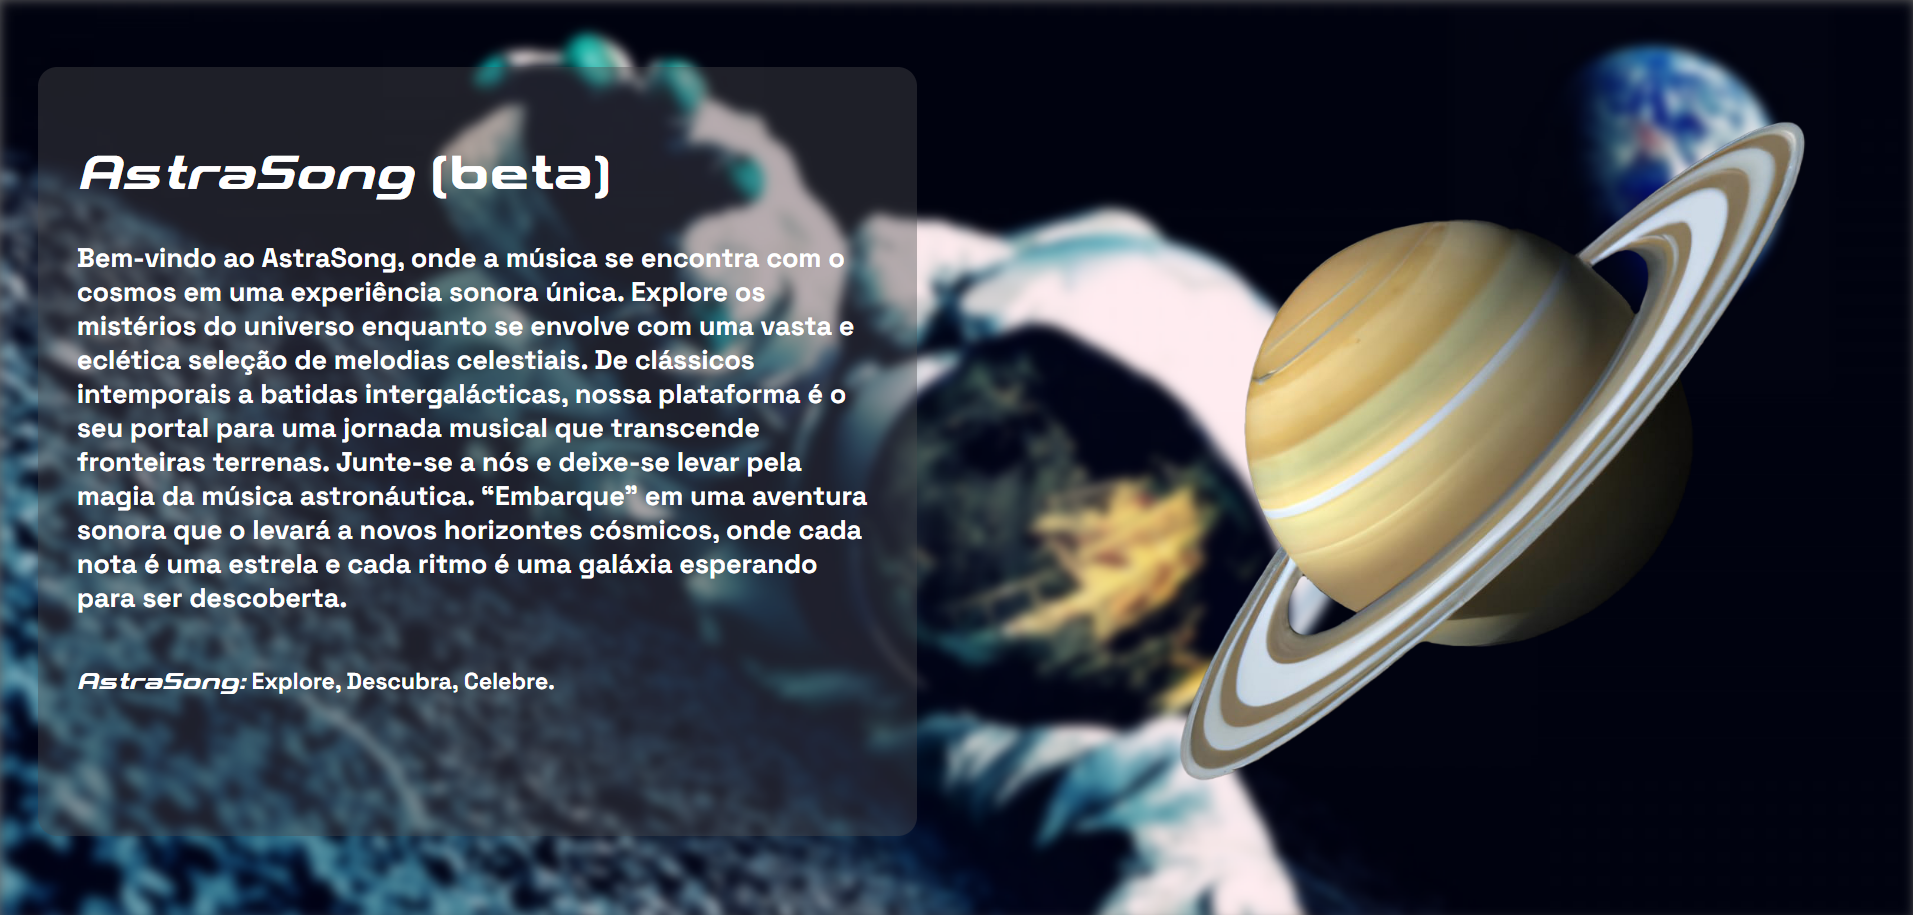 AstraSong (beta)
Bem-vindo ao AstraSong, onde a música se encontra com o
cosmos em uma experiência sonora única. Explore os
mistérios do universo enquanto se envolve com uma vasta e
eclética seleção de melodias celestiais. De clássicos
intemporais a batidas intergalácticas, nossa plataforma é o
seu portal para uma jornada musical que transcende
fronteiras terrenas. Junte-se a nós e deixe-se levar pela
magia da música astronáutica. “Embarque” em uma aventura
sonora que o levará a novos horizontes cósmicos, onde cada
nota é uma estrela e cada ritmo é uma galáxia esperando
para ser descoberta.
AstraSong: Explore, Descubra, Celebre.